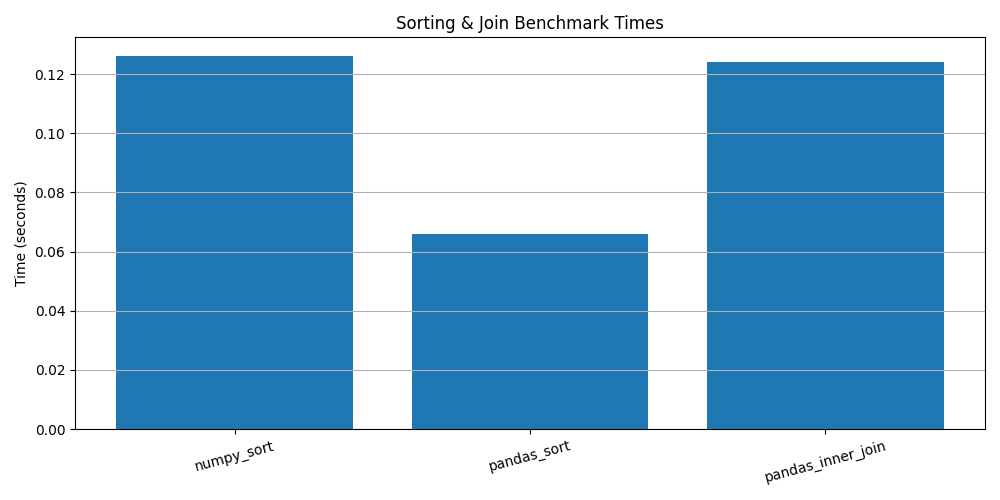 Sorting & Join Benchmark Times
Time (seconds)
0.12
0.10
0.08
0.06
0.04
0.02
0.00
numpy_sort
pandas_sort
pandas_inner_join